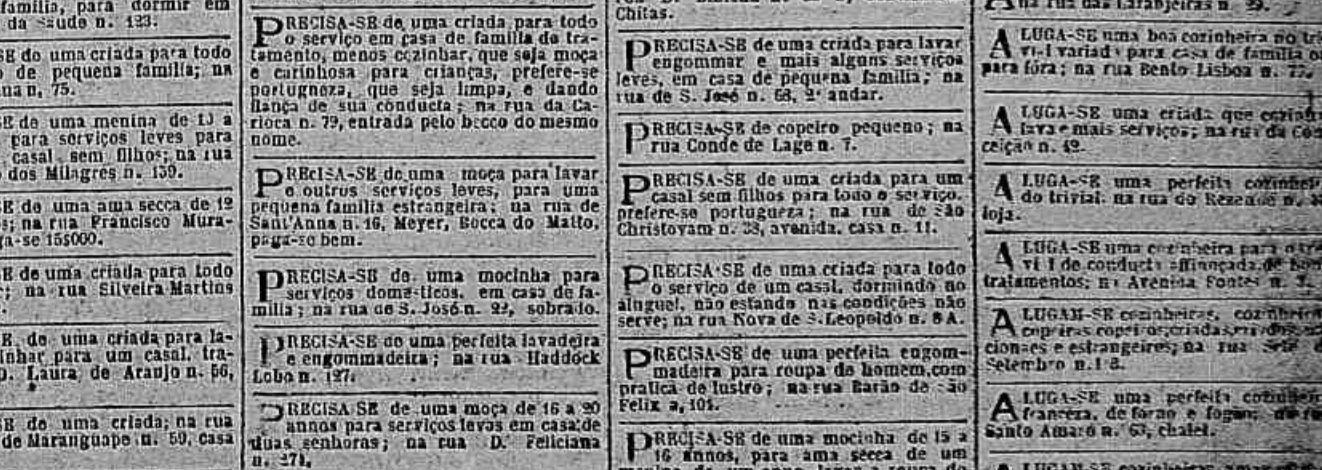 familia, para dormir em
da Saude n. 123.
SE do uma criada para todo
o de pequena familia; na
na n, 75.
SE de uma menina de 13 a
para serviços leves para
casal sem filhos; na rua
dos Milagres n. 159.
SE de uma ama secca de 12
s; na rua Francisco Mura-
ga-se 15$000.
SE de uma criada para todo
; na rua Silveira Martins
SE do uma criada para la-
inhar para um casal, tra-
D. Laura de Araujo n. 56,
SE de uma criada; na rua
de Maranguape n. 50, casa
PRECISA-SE de uma criada para todo
o serviço em casa de familia de tra-
tamento, menos cozinhar, que seja moça
e carinhosa para crianças, prefere-se
portugueza, que seja limpa, e dando
fiança de sua conducta; na rua da Ca-
rioca n. 79, entrada pelo becco do mesmo
nome.
PRECISA-SE de uma moça para lavar
e outros serviços leves, para uma
pequena familia estrangeira; na rua de
Sant'Anna n. 16, Meyer, Bocca do Matto,
paga-se bem.
PRECISA-SE de uma mocinha para
serviços domesticos, em casa de fa-
milia; na rua de S. José n. 22, sobrado.
PRECISA-SE de uma perfeita lavadeira
e engommadeira; na rua Haddock
Lobo n. 127.
PRECISA SE de uma moça de 16 a 20
annos para serviços leves em casa de
duas senhoras; na rua D. Feliciana
n. 271,
Chitas.
PRECISA-SE de uma criada para lavar
engommar e mais alguns serviços
leves, em casa de pequena familia; na
rua de S. José n. 68, 2º andar.
PRECISA-SE de copeiro pequeno; na
rua Conde de Lage n. 7.
PRECISA-SE de uma criada para um
casal sem filhos para todo o serviço,
prefere-se portugueza; na rua de São
Christovam n. 38, avenida, casa n. 11.
PRECISA-SE de uma criada para todo
o serviço de um casal, dormindo no
aluguel, não estando nas condições não
serve; na rua Nova de S. Leopoldo n. 8 A.
PRECISA-SE de uma perfeita engom-
madeira para roupa de homem, com
pratica de lustro; na rua Barão de São
Felix n, 101.
PRECISA-SE de uma mocinha de 15 a
16 annos, para ama secca de um
na rua das Laranjeiras n. 29.
ALUGA-SE uma boa cozinheira do tri-
vi-l variado para casa de familia ou
para fóra; na rua Bento Lisboa n. 77,
ALUGA-SE uma criada que cozinha
lava e mais serviços; na rua da Con
ceição n. 42.
ALUGA-SE uma perfeita cozinheira
do trivial; na rua do Rezende n.
loja.
ALUGA-SE uma cozinheira para o tri
vi l de conducta affiançada, de bom
tratamentos; na Avenida Fontes n. 3.
ALUGAM-SE cozinheiras, cozinheiros
copeiras copeiros, criadas,
cionaes e estrangeires; na rua Sete
Setembro n.
ALUGA-SE uma perfeita cozinheira
franceza, de forno e fogão;
Santo Amaro n. 63, chalet.